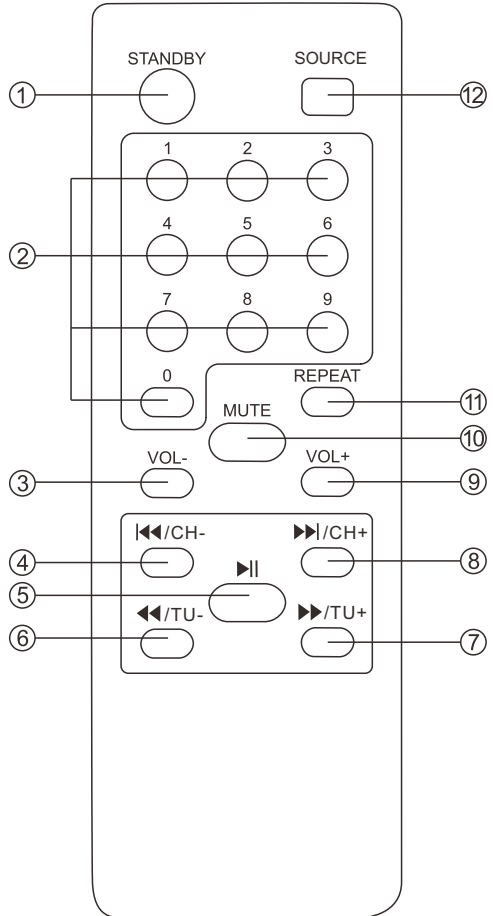 STANDBY SOURCE
① ⑫
1 2 3
4 5 6
②
7 8 9
0 REPEAT
⑪
MUTE
⑩
VOL- VOL+
③ ⑨
|◀◀/CH- ▶▶|/CH+
④ ⑧
▶||
⑤
◀◀/TU- ▶▶/TU+
⑥ ⑦